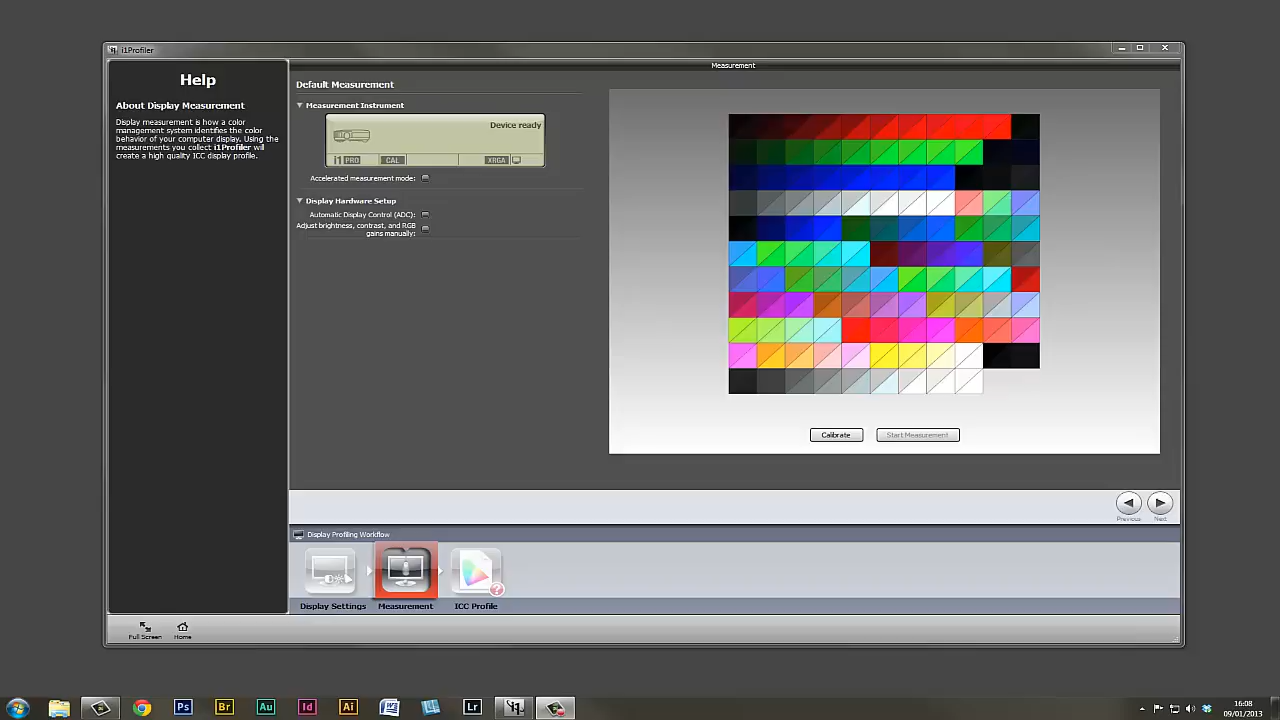 i1Profiler
Measurement
Help
About Display Measurement
Display measurement is how a color
management system identifies the color
behavior of your computer display. Using the
measurements you collect i1Profiler will
create a high quality ICC display profile.
Default Measurement
Measurement Instrument
Device ready
i1 PRO CAL XRGA
Accelerated measurement mode:
Display Hardware Setup
Automatic Display Control (ADC):
Adjust brightness, contrast, and RGB
gains manually:
Calibrate
Start Measurement
Previous
Next
Display Profiling Workflow
?
Display Settings
Measurement
ICC Profile
Full Screen
Home
Ps
Br
Au
Id
Ai
W
Lr
i1
16:08
09/01/2013